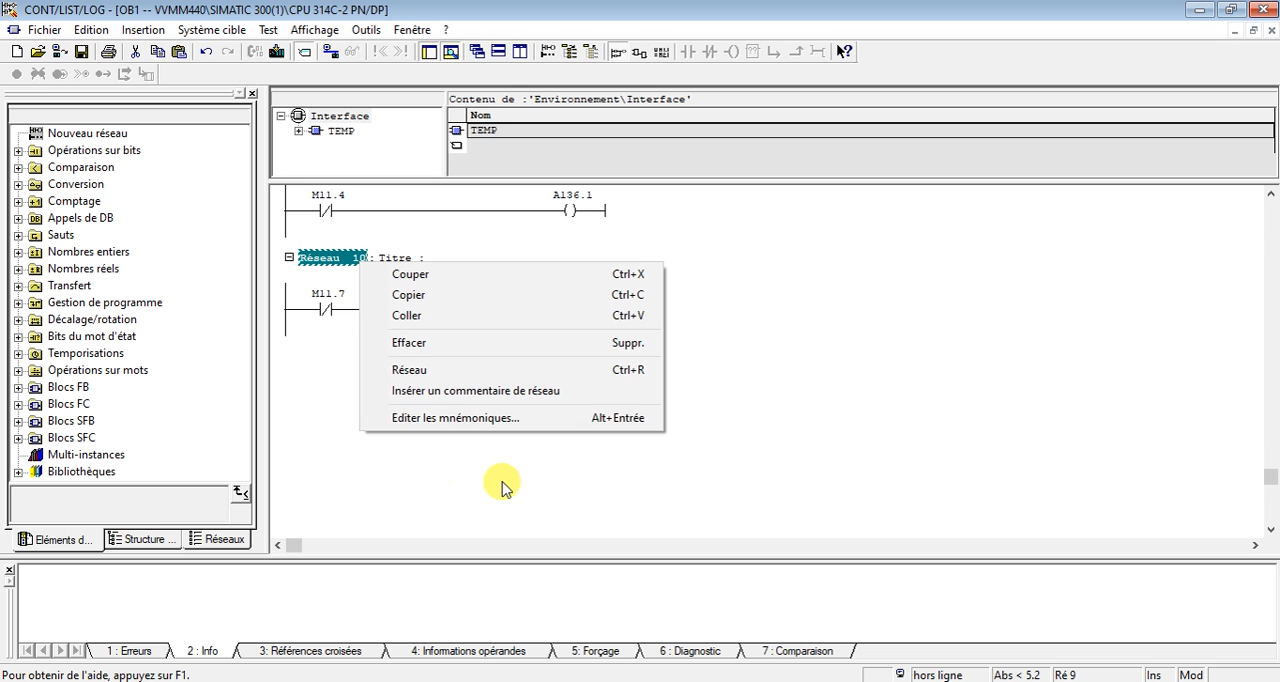 CONT/LIST/LOG - [OB1 -- VVMM440\SIMATIC 300(1)\CPU 314C-2 PN/DP]
Fichier Edition Insertion Système cible Test Affichage Outils Fenêtre ?
Contenu de :'Environnement\Interface'
Interface
TEMP
Nom
TEMP
Nouveau réseau
Opérations sur bits
Comparaison
Conversion
Comptage
Appels de DB
Sauts
Nombres entiers
Nombres réels
Transfert
Gestion de programme
Décalage/rotation
Bits du mot d'état
Temporisations
Opérations sur mots
Blocs FB
Blocs FC
Blocs SFB
Blocs SFC
Multi-instances
Bibliothèques
Eléments d... Structure ... Réseaux
M11.4 A136.1
Réseau 10: Titre :
M11.7
Couper Ctrl+X
Copier Ctrl+C
Coller Ctrl+V
Effacer Suppr.
Réseau Ctrl+R
Insérer un commentaire de réseau
Editer les mnémoniques... Alt+Entrée
1 : Erreurs 2 : Info 3 : Références croisées 4 : Informations opérandes 5 : Forçage 6 : Diagnostic 7 : Comparaison
Pour obtenir de l'aide, appuyez sur F1. hors ligne Abs < 5.2 Ré 9 Ins Mod